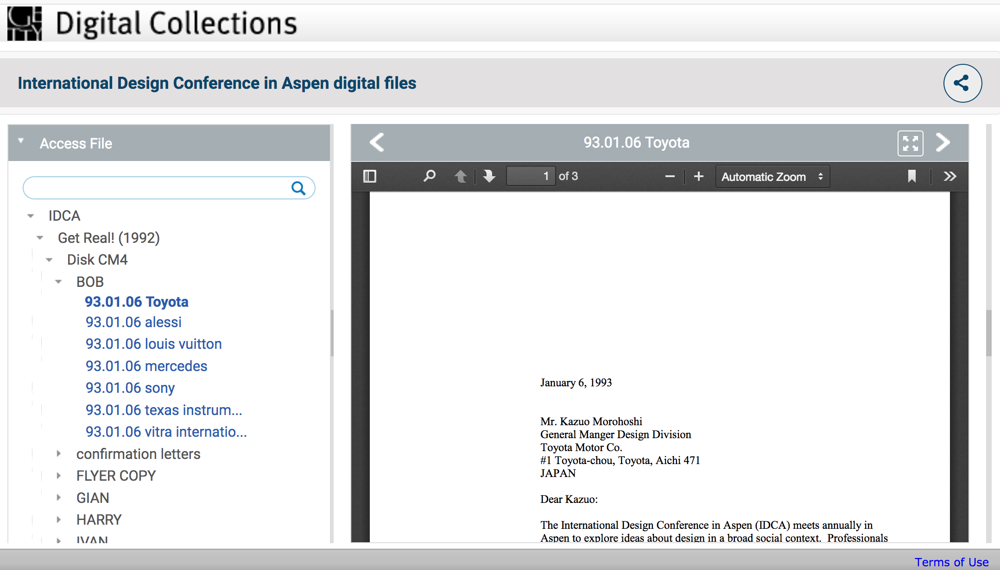 GE
TTY
Digital Collections
International Design Conference in Aspen digital files
Access File
IDCA
Get Real! (1992)
Disk CM4
BOB
93.01.06 Toyota
93.01.06 alessi
93.01.06 louis vuitton
93.01.06 mercedes
93.01.06 sony
93.01.06 texas instrum...
93.01.06 vitra internatio...
confirmation letters
FLYER COPY
GIAN
HARRY
IVAN
93.01.06 Toyota
1 of 3
Automatic Zoom
January 6, 1993
Mr. Kazuo Morohoshi
General Manger Design Division
Toyota Motor Co.
#1 Toyota-chou, Toyota, Aichi 471
JAPAN
Dear Kazuo:
The International Design Conference in Aspen (IDCA) meets annually in
Aspen to explore ideas about design in a broad social context.  Professionals
Terms of Use